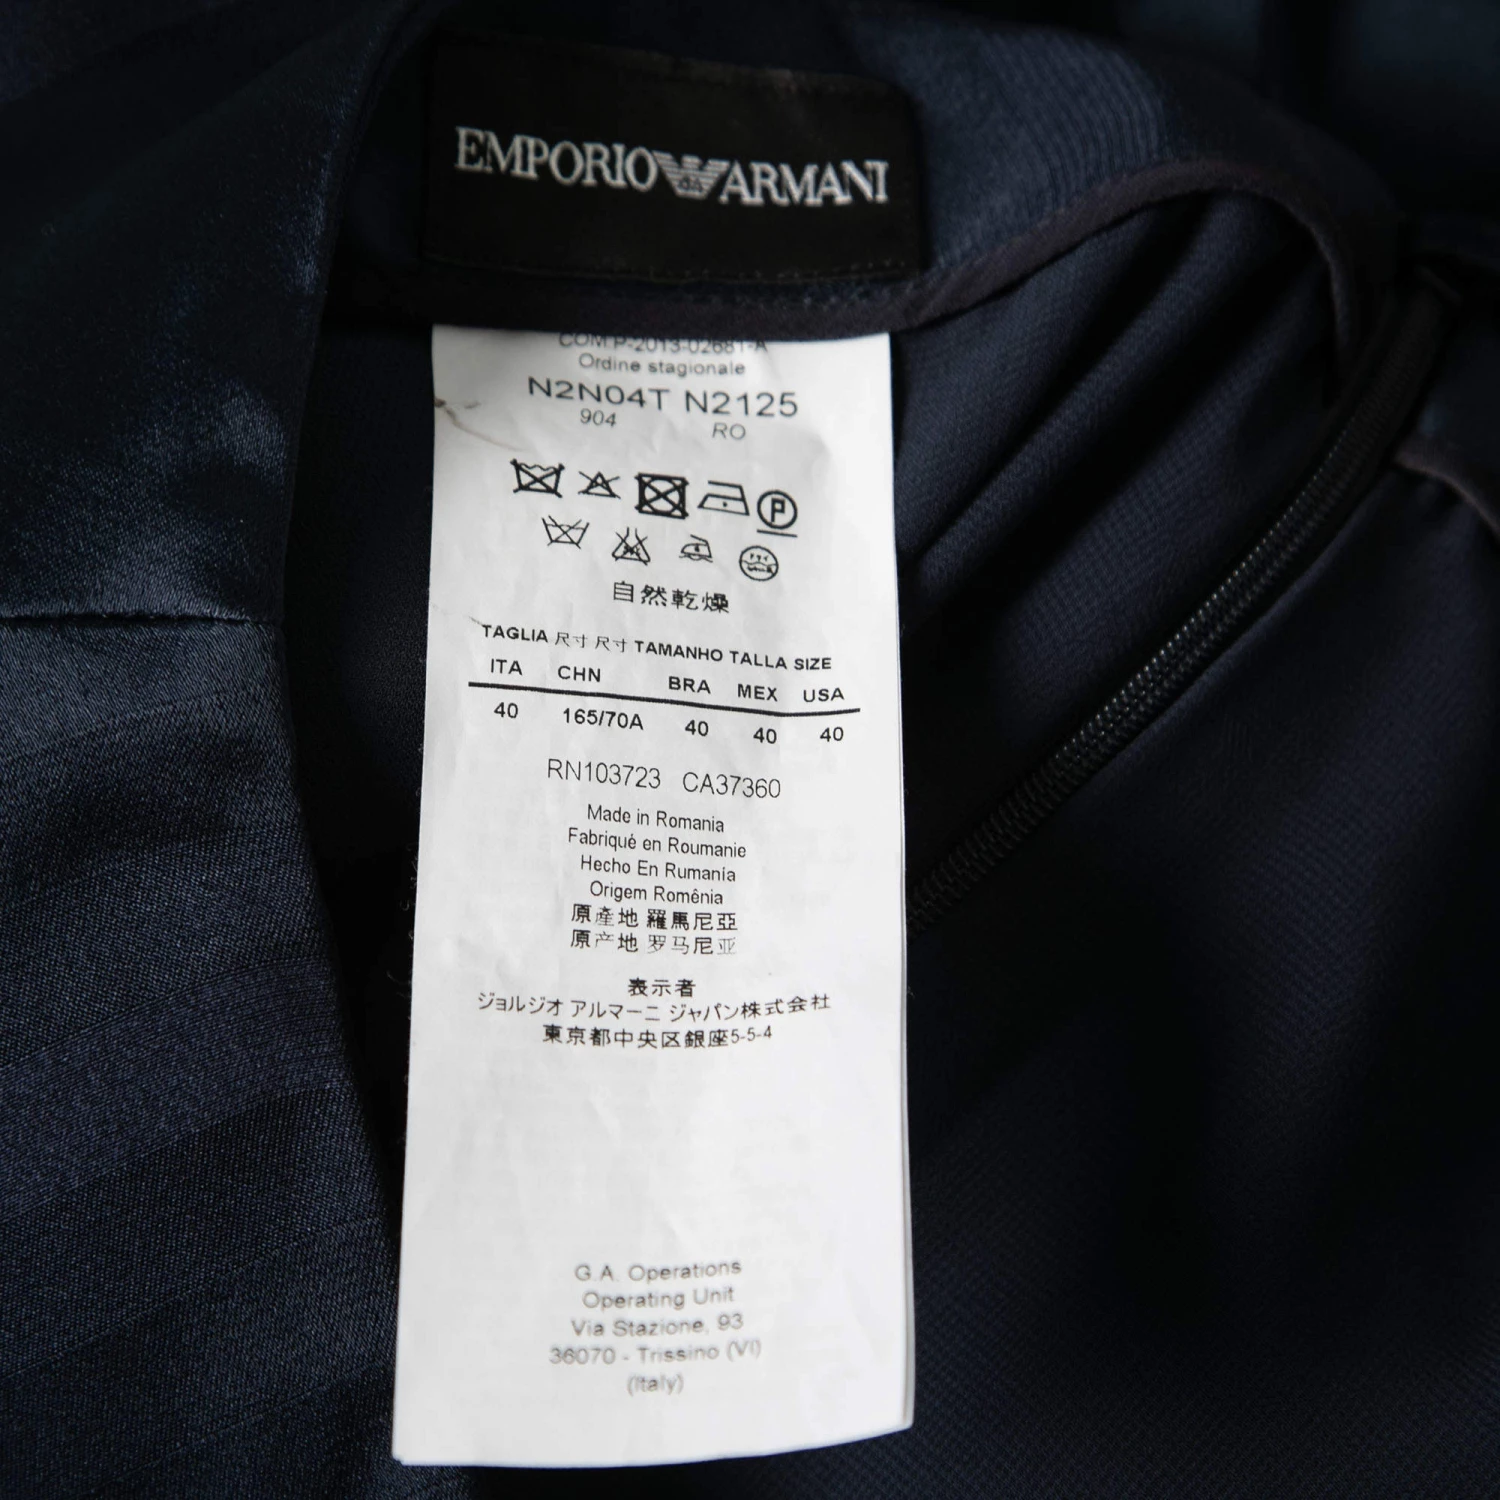 EMPORIO ARMANI
COM.P-2013-02681-A
Ordine stagionale
N2N04T N2125
904 RO
P
ドライ
自然乾燥
TAGLIA 尺寸 尺寸 TAMANHO TALLA SIZE
ITA CHN BRA MEX USA
40 165/70A 40 40 40
RN103723 CA37360
Made in Romania
Fabriqué en Roumanie
Hecho En Rumanía
Origem Romênia
原產地 羅馬尼亞
原产地 罗马尼亚
表示者
ジョルジオ アルマーニ ジャパン株式会社
東京都中央区銀座5-5-4
G.A. Operations
Operating Unit
Via Stazione, 93
36070 - Trissino (VI)
(Italy)